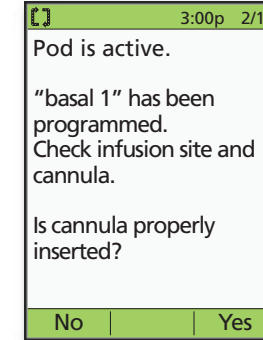 3:00p 2/1
Pod is active.
“basal 1” has been
programmed.
Check infusion site and
cannula.
Is cannula properly
inserted?
No Yes